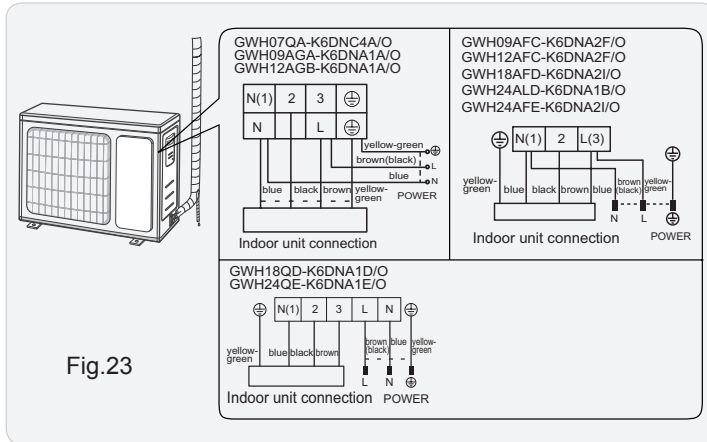 GWH07QA-K6DNC4A/O
GWH09AGA-K6DNA1A/O
GWH12AGB-K6DNA1A/O
N(1) 2 3
N L
yellow-green
brown(black) L
blue N
blue black brown yellow-
green
POWER
Indoor unit connection
GWH09AFC-K6DNA2F/O
GWH12AFC-K6DNA2F/O
GWH18AFD-K6DNA2I/O
GWH24ALD-K6DNA1B/O
GWH24AFE-K6DNA2I/O
N(1) 2 L(3)
yellow-
green
blue black brown blue brown
(black)
yellow-
green
N L
Indoor unit connection POWER
GWH18QD-K6DNA1D/O
GWH24QE-K6DNA1E/O
N(1) 2 3 L N
yellow-
green
blue black brown
brown
(black)
blue yellow-
green
L N
Indoor unit connection POWER
Fig.23